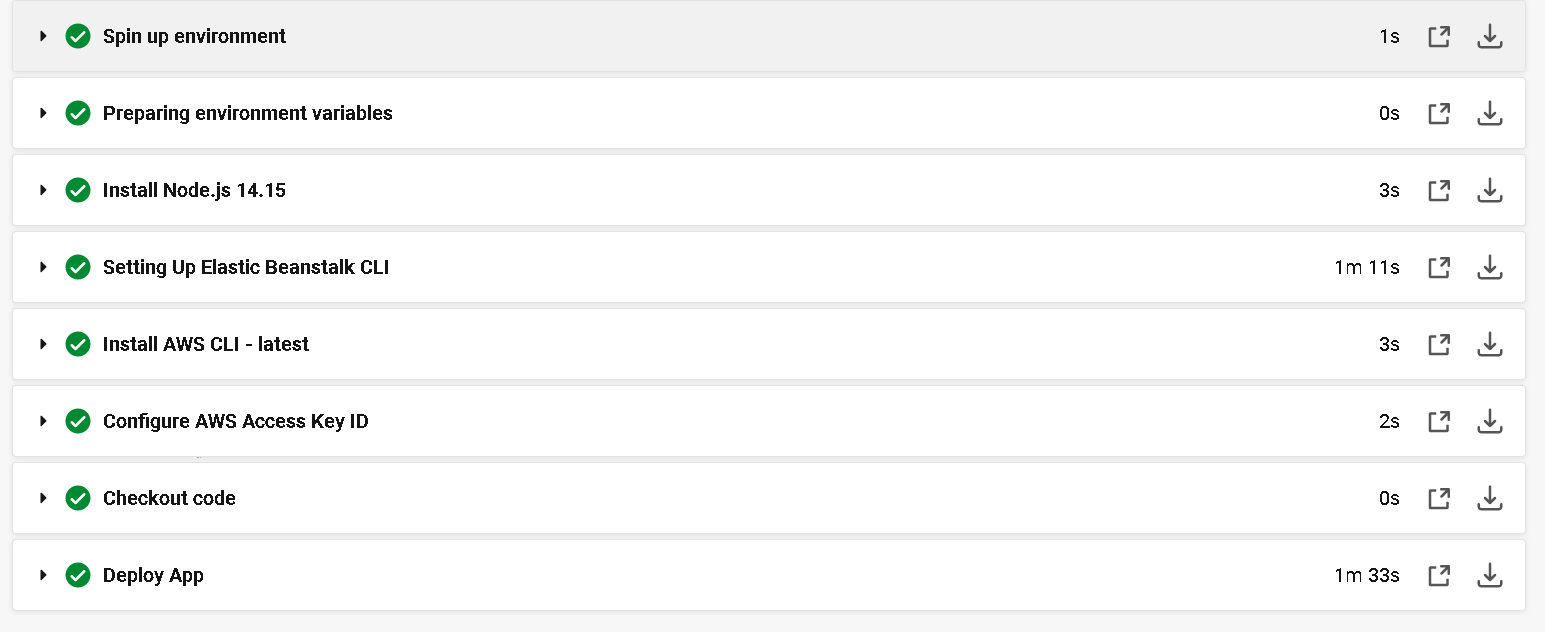 Spin up environment 1s
Preparing environment variables 0s
Install Node.js 14.15 3s
Setting Up Elastic Beanstalk CLI 1m 11s
Install AWS CLI - latest 3s
Configure AWS Access Key ID 2s
Checkout code 0s
Deploy App 1m 33s